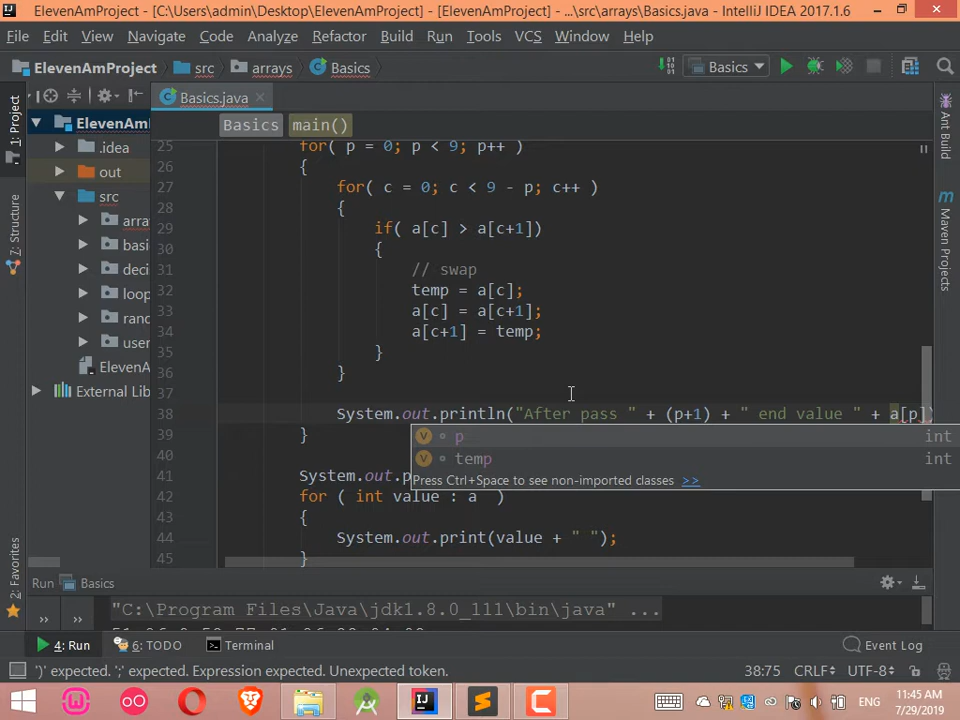 C:\Users\admin\Desktop\ElevenAmProject] - [ElevenAmProject] - ...\src\arrays\Basics.java - IntelliJ IDEA 2017.1.6
File Edit View Navigate Code Analyze Refactor Build Run Tools VCS Window Help
ElevenAmProject src arrays Basics Basics
1: Project
Basics.java
ElevenAm Basics main()
.idea
out
src
array
basi
deci
loop
ran
user
ElevenA
External Lib
Z: Structure
2: Favorites
Ant Build
Maven Projects
25 for( p = 0; p < 9; p++ )
26 {
27 for( c = 0; c < 9 - p; c++ )
28 {
29 if( a[c] > a[c+1])
30 {
31 // swap
32 temp = a[c];
33 a[c] = a[c+1];
34 a[c+1] = temp;
35 }
36 }
37
38 System.out.println("After pass " + (p+1) + " end value " + a[p])
39 }
p int
40
temp int
41 System.out.p
Press Ctrl+Space to see non-imported classes >>
42 for ( int value : a )
43 {
44 System.out.print(value + " ");
45 }
Run Basics
"C:\Program Files\Java\jdk1.8.0_111\bin\java" ...
4: Run 6: TODO Terminal Event Log
')' expected. ';' expected. Expression expected. Unexpected token. 38:75 CRLF UTF-8
ENG
11:45 AM
7/29/2019